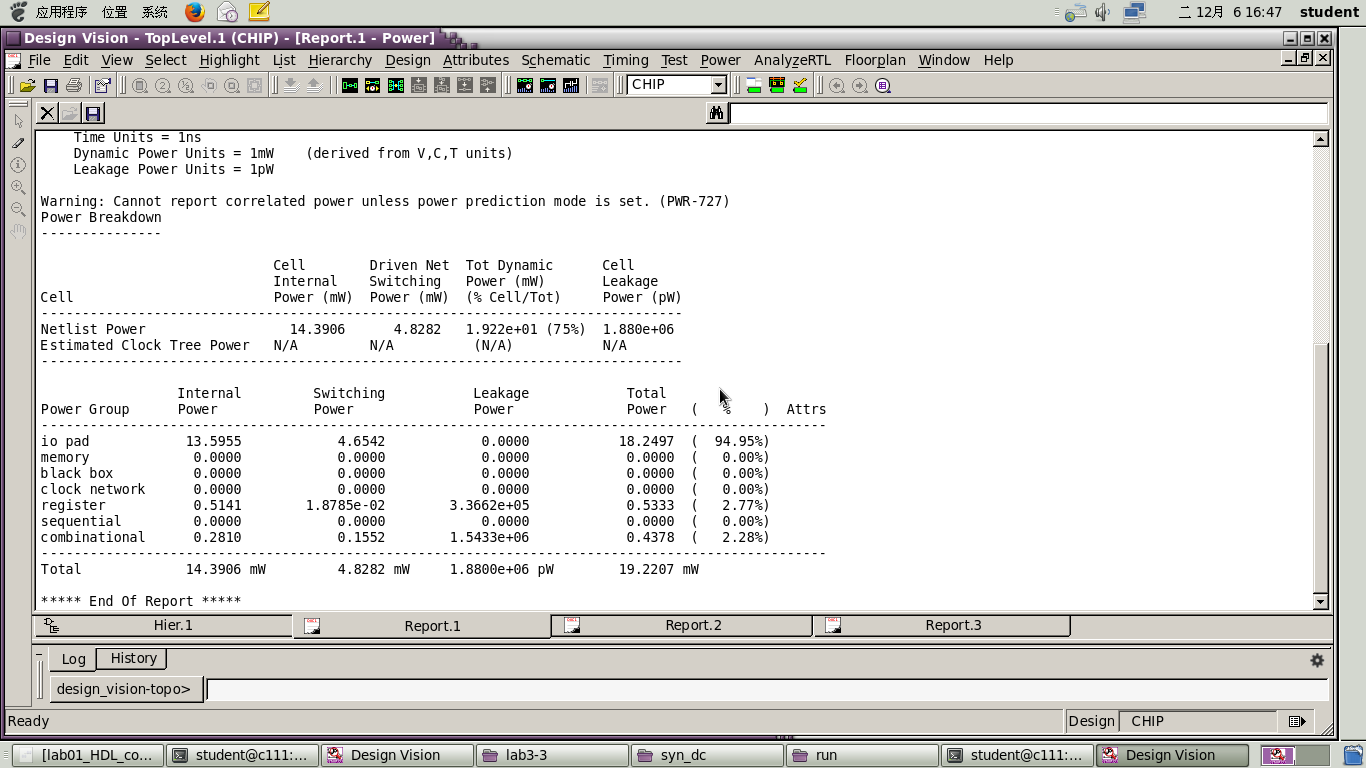 应用程序 位置 系统 二 12月 6 16:47 student
Design Vision - TopLevel.1 (CHIP) - [Report.1 - Power]
File Edit View Select Highlight List Hierarchy Design Attributes Schematic Timing Test Power AnalyzeRTL Floorplan Window Help
CHIP
Time Units = 1ns
Dynamic Power Units = 1mW (derived from V,C,T units)
Leakage Power Units = 1pW
Warning: Cannot report correlated power unless power prediction mode is set. (PWR-727)
Power Breakdown
---------------
Cell Driven Net Tot Dynamic Cell
Internal Switching Power (mW) Leakage
Cell Power (mW) Power (mW) (% Cell/Tot) Power (pW)
--------------------------------------------------------------------------------
Netlist Power 14.3906 4.8282 1.922e+01 (75%) 1.880e+06
Estimated Clock Tree Power N/A N/A (N/A) N/A
--------------------------------------------------------------------------------
Internal Switching Leakage Total
Power Group Power Power Power Power ( % ) Attrs
--------------------------------------------------------------------------------------------------
io pad 13.5955 4.6542 0.0000 18.2497 ( 94.95%)
memory 0.0000 0.0000 0.0000 0.0000 ( 0.00%)
black box 0.0000 0.0000 0.0000 0.0000 ( 0.00%)
clock network 0.0000 0.0000 0.0000 0.0000 ( 0.00%)
register 0.5141 1.8785e-02 3.3662e+05 0.5333 ( 2.77%)
sequential 0.0000 0.0000 0.0000 0.0000 ( 0.00%)
combinational 0.2810 0.1552 1.5433e+06 0.4378 ( 2.28%)
--------------------------------------------------------------------------------------------------
Total 14.3906 mW 4.8282 mW 1.8800e+06 pW 19.2207 mW
***** End Of Report *****
Hier.1 Report.1 Report.2 Report.3
Log History
design_vision-topo>
Ready Design CHIP
[lab01_HDL_co... student@c111:... Design Vision lab3-3 syn_dc run student@c111:... Design Vision